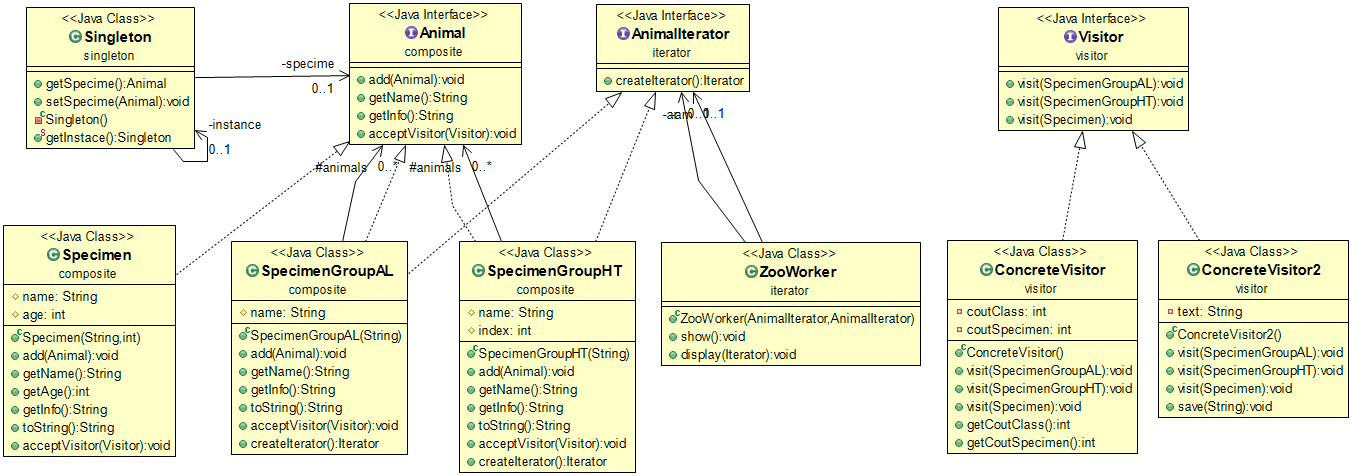 <<Java Class>>
Singleton
singleton
getSpecime():Animal
setSpecime(Animal):void
Singleton()
getInstace():Singleton
-instance
0..1
-specime
0..1
<<Java Interface>>
Animal
composite
add(Animal):void
getName():String
getInfo():String
acceptVisitor(Visitor):void
<<Java Interface>>
AnimalIterator
iterator
createIterator():Iterator
<<Java Interface>>
Visitor
visitor
visit(SpecimenGroupAL):void
visit(SpecimenGroupHT):void
visit(Specimen):void
#animals
0..*
#animals
0..*
0..1
<<Java Class>>
Specimen
composite
name: String
age: int
Specimen(String,int)
add(Animal):void
getName():String
getAge():int
getInfo():String
toString():String
acceptVisitor(Visitor):void
<<Java Class>>
SpecimenGroupAL
composite
name: String
SpecimenGroupAL(String)
add(Animal):void
getName():String
getInfo():String
toString():String
acceptVisitor(Visitor):void
createIterator():Iterator
<<Java Class>>
SpecimenGroupHT
composite
name: String
index: int
SpecimenGroupHT(String)
add(Animal):void
getName():String
getInfo():String
toString():String
acceptVisitor(Visitor):void
createIterator():Iterator
<<Java Class>>
ZooWorker
iterator
ZooWorker(AnimalIterator,AnimalIterator)
show():void
display(Iterator):void
<<Java Class>>
ConcreteVisitor
visitor
coutClass: int
coutSpecimen: int
ConcreteVisitor()
visit(SpecimenGroupAL):void
visit(SpecimenGroupHT):void
visit(Specimen):void
getCoutClass():int
getCoutSpecimen():int
<<Java Class>>
ConcreteVisitor2
visitor
text: String
ConcreteVisitor2()
visit(SpecimenGroupAL):void
visit(SpecimenGroupHT):void
visit(Specimen):void
save(String):void